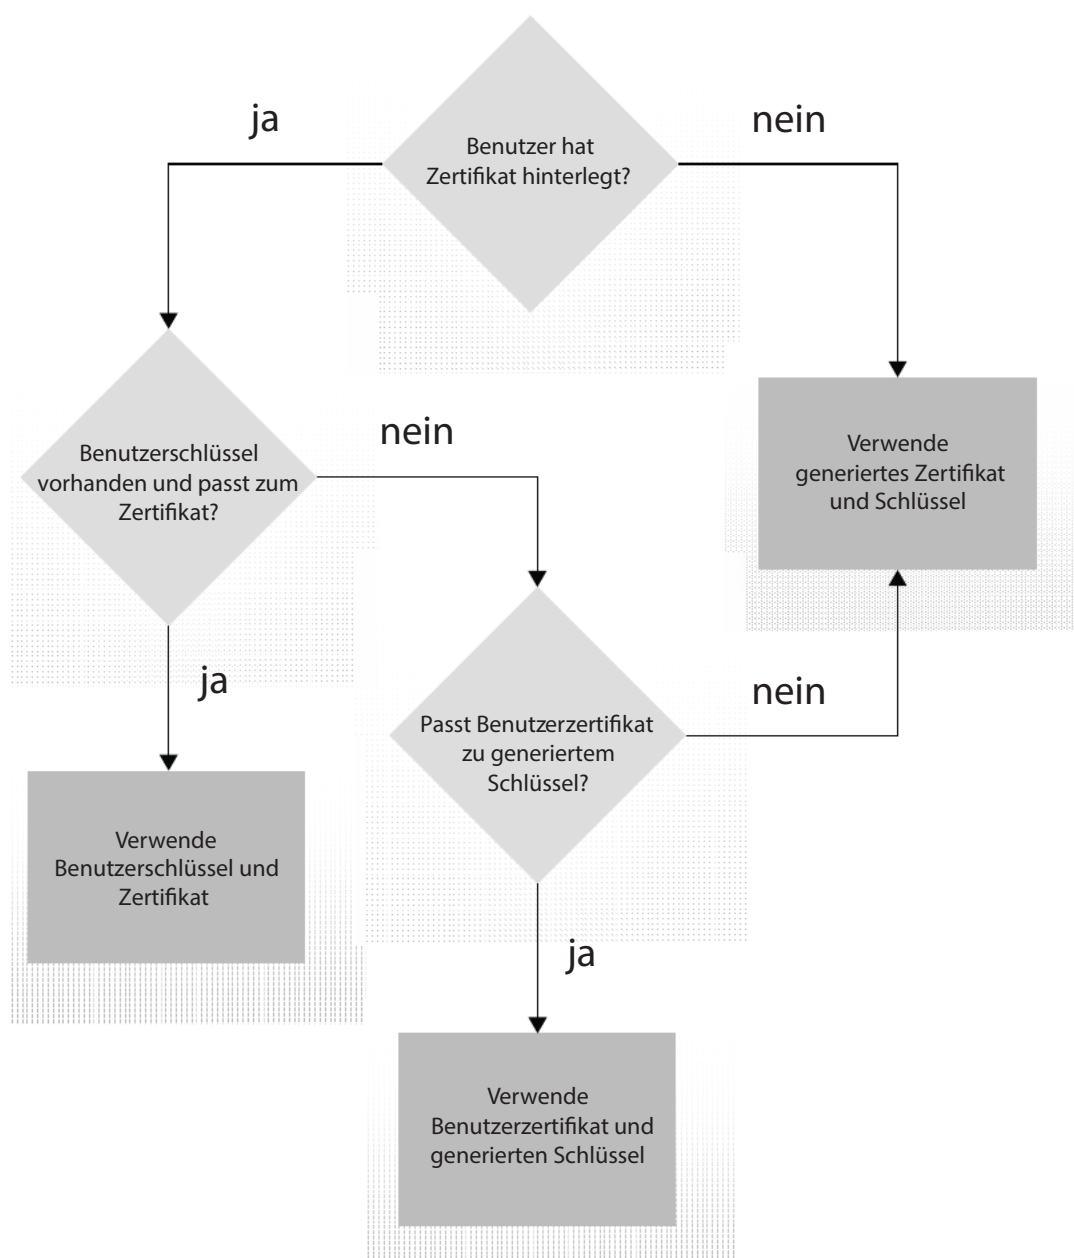 ja
nein
Benutzer hat
Zertifikat hinterlegt?
nein
Benutzerschlüssel
vorhanden und passt zum
Zertifikat?
Verwende
generiertes Zertifikat
und Schlüssel
ja
nein
Passt Benutzerzertifikat
zu generiertem
Schlüssel?
Verwende
Benutzerschlüssel und
Zertifikat
ja
Verwende
Benutzerzertifikat und
generierten Schlüssel